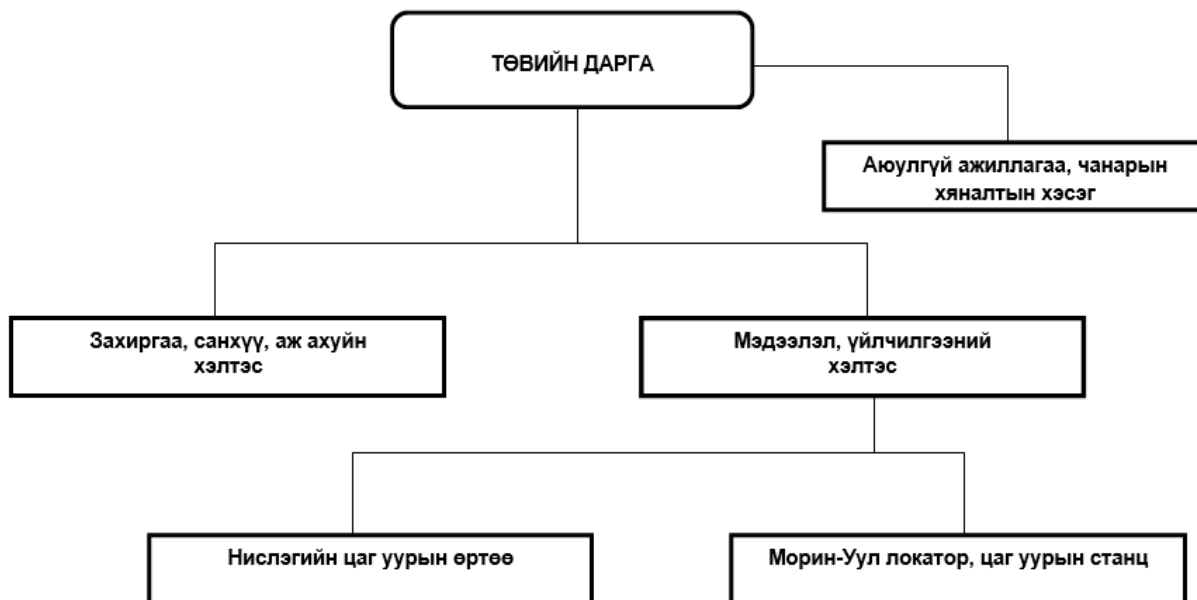 ТӨВИЙН ДАРГА
Аюулгүй ажиллагаа, чанарын
хяналтын хэсэг
Захиргаа, санхүү, аж ахуйн
хэлтэс
Мэдээлэл, үйлчилгээний
хэлтэс
Нислэгийн цаг уурын өртөө
Морин-Уул локатор, цаг уурын станц